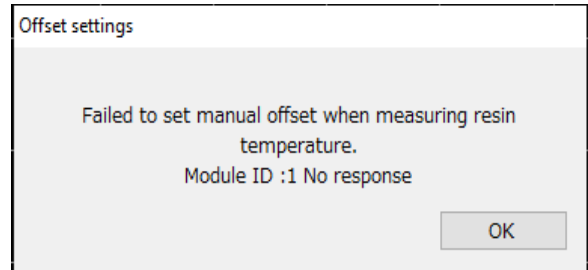 Offset settings
Failed to set manual offset when measuring resin
temperature.
Module ID :1 No response
OK